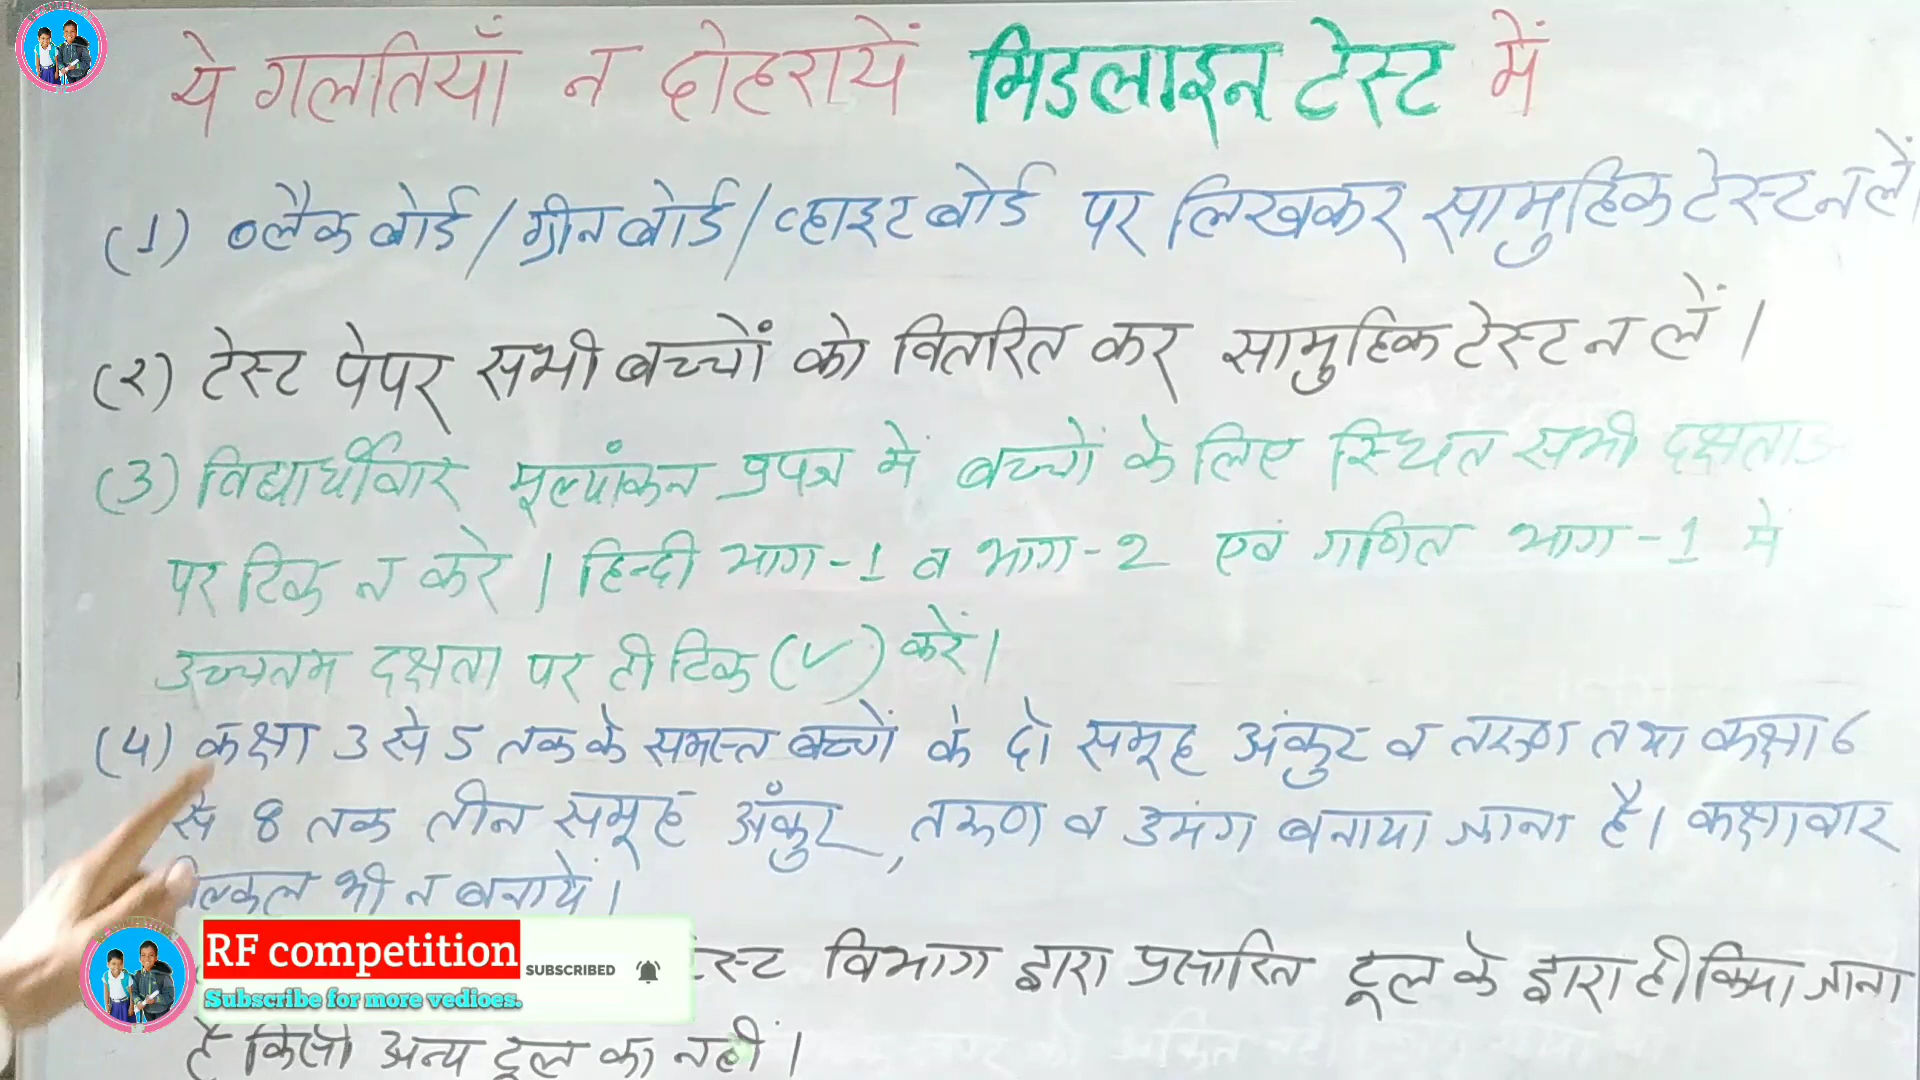 ये गलतियाँ न दोहरायें मिडलाइन टेस्ट में
(1) ब्लैक बोर्ड/ग्रीन बोर्ड/व्हाइट बोर्ड पर लिखकर सामुहिक टेस्ट न लें।
(२) टेस्ट पेपर सभी बच्चों को वितरित कर सामुहिक टेस्ट न लें।
(3) विद्यार्थीवार मूल्यांकन प्रपत्र में बच्चों के लिए स्थित सभी
पर टिक न करे। हिन्दी भाग-1 व भाग-2 एवं गणित भाग-1 मे
उच्चतम दक्षता पर ही टिक (✓) करें।
(4) कक्षा 3 से 5 तक के समस्त बच्चों के दो समूह अंकुर व तरुण तथा कक्षा 6
से 8 तक तीन समूह अँकुर, तरुण व उमंग बनाया जाना है। कक्षावार
भी न बनाये।
विभाग द्वारा प्रसारित टूल के द्वारा ही किया जाना
है किसी अन्य टूल का नहीं।
RF competition
SUBSCRIBED
Subscribe for more vedioes.